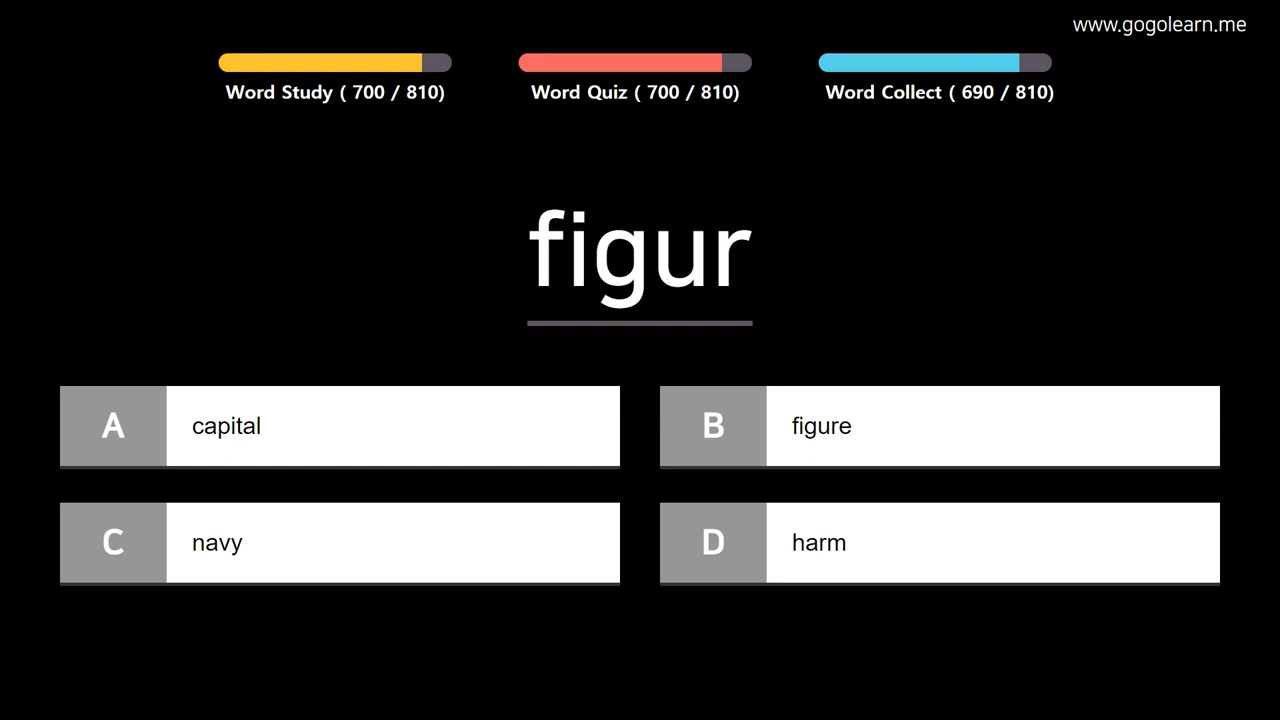 www.gogolearn.me
Word Study ( 700 / 810)
Word Quiz ( 700 / 810)
Word Collect ( 690 / 810)
figur
A capital
B figure
C navy
D harm